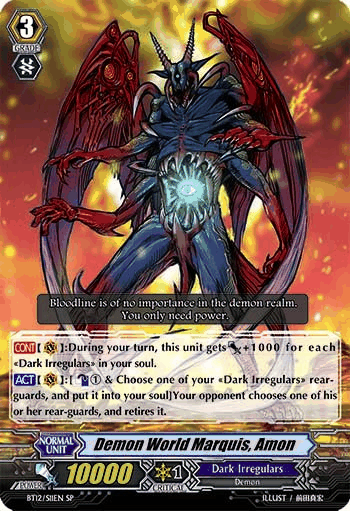 3
GRADE
Bloodline is of no importance in the demon realm.
You only need power.
CONT【 】:During your turn, this unit gets +1000 for each
«Dark Irregulars» in your soul.
ACT【 】:[ ① & Choose one of your «Dark Irregulars» rear-
guards, and put it into your soul]Your opponent chooses one of his
or her rear-guards, and retires it.
NORMAL
UNIT
Demon World Marquis, Amon
POWER
10000
1
CRITICAL
Dark Irregulars
Demon
BT12/S11EN SP
ILLUST / 前田真宏